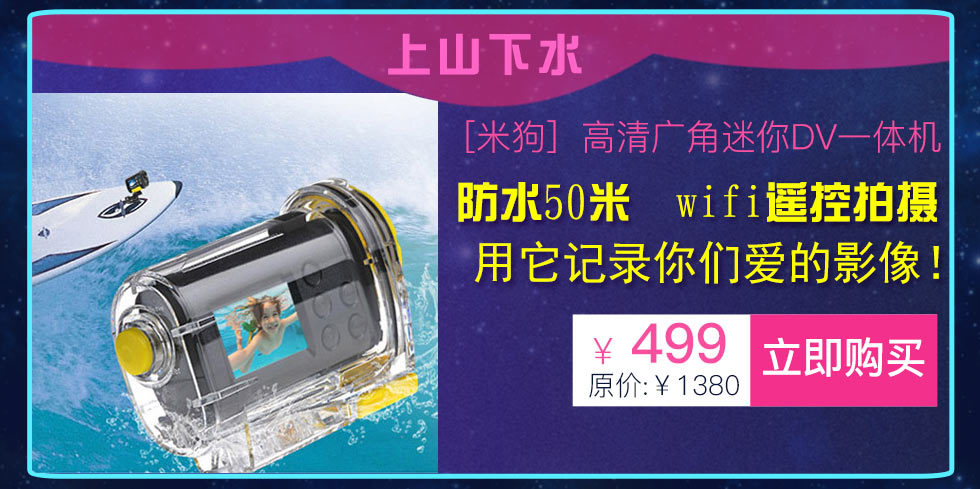 上山下水
[米狗] 高清广角迷你DV一体机
防水50米 wifi遥控拍摄
用它记录你们爱的影像!
¥ 499
原价:¥1380
立即购买